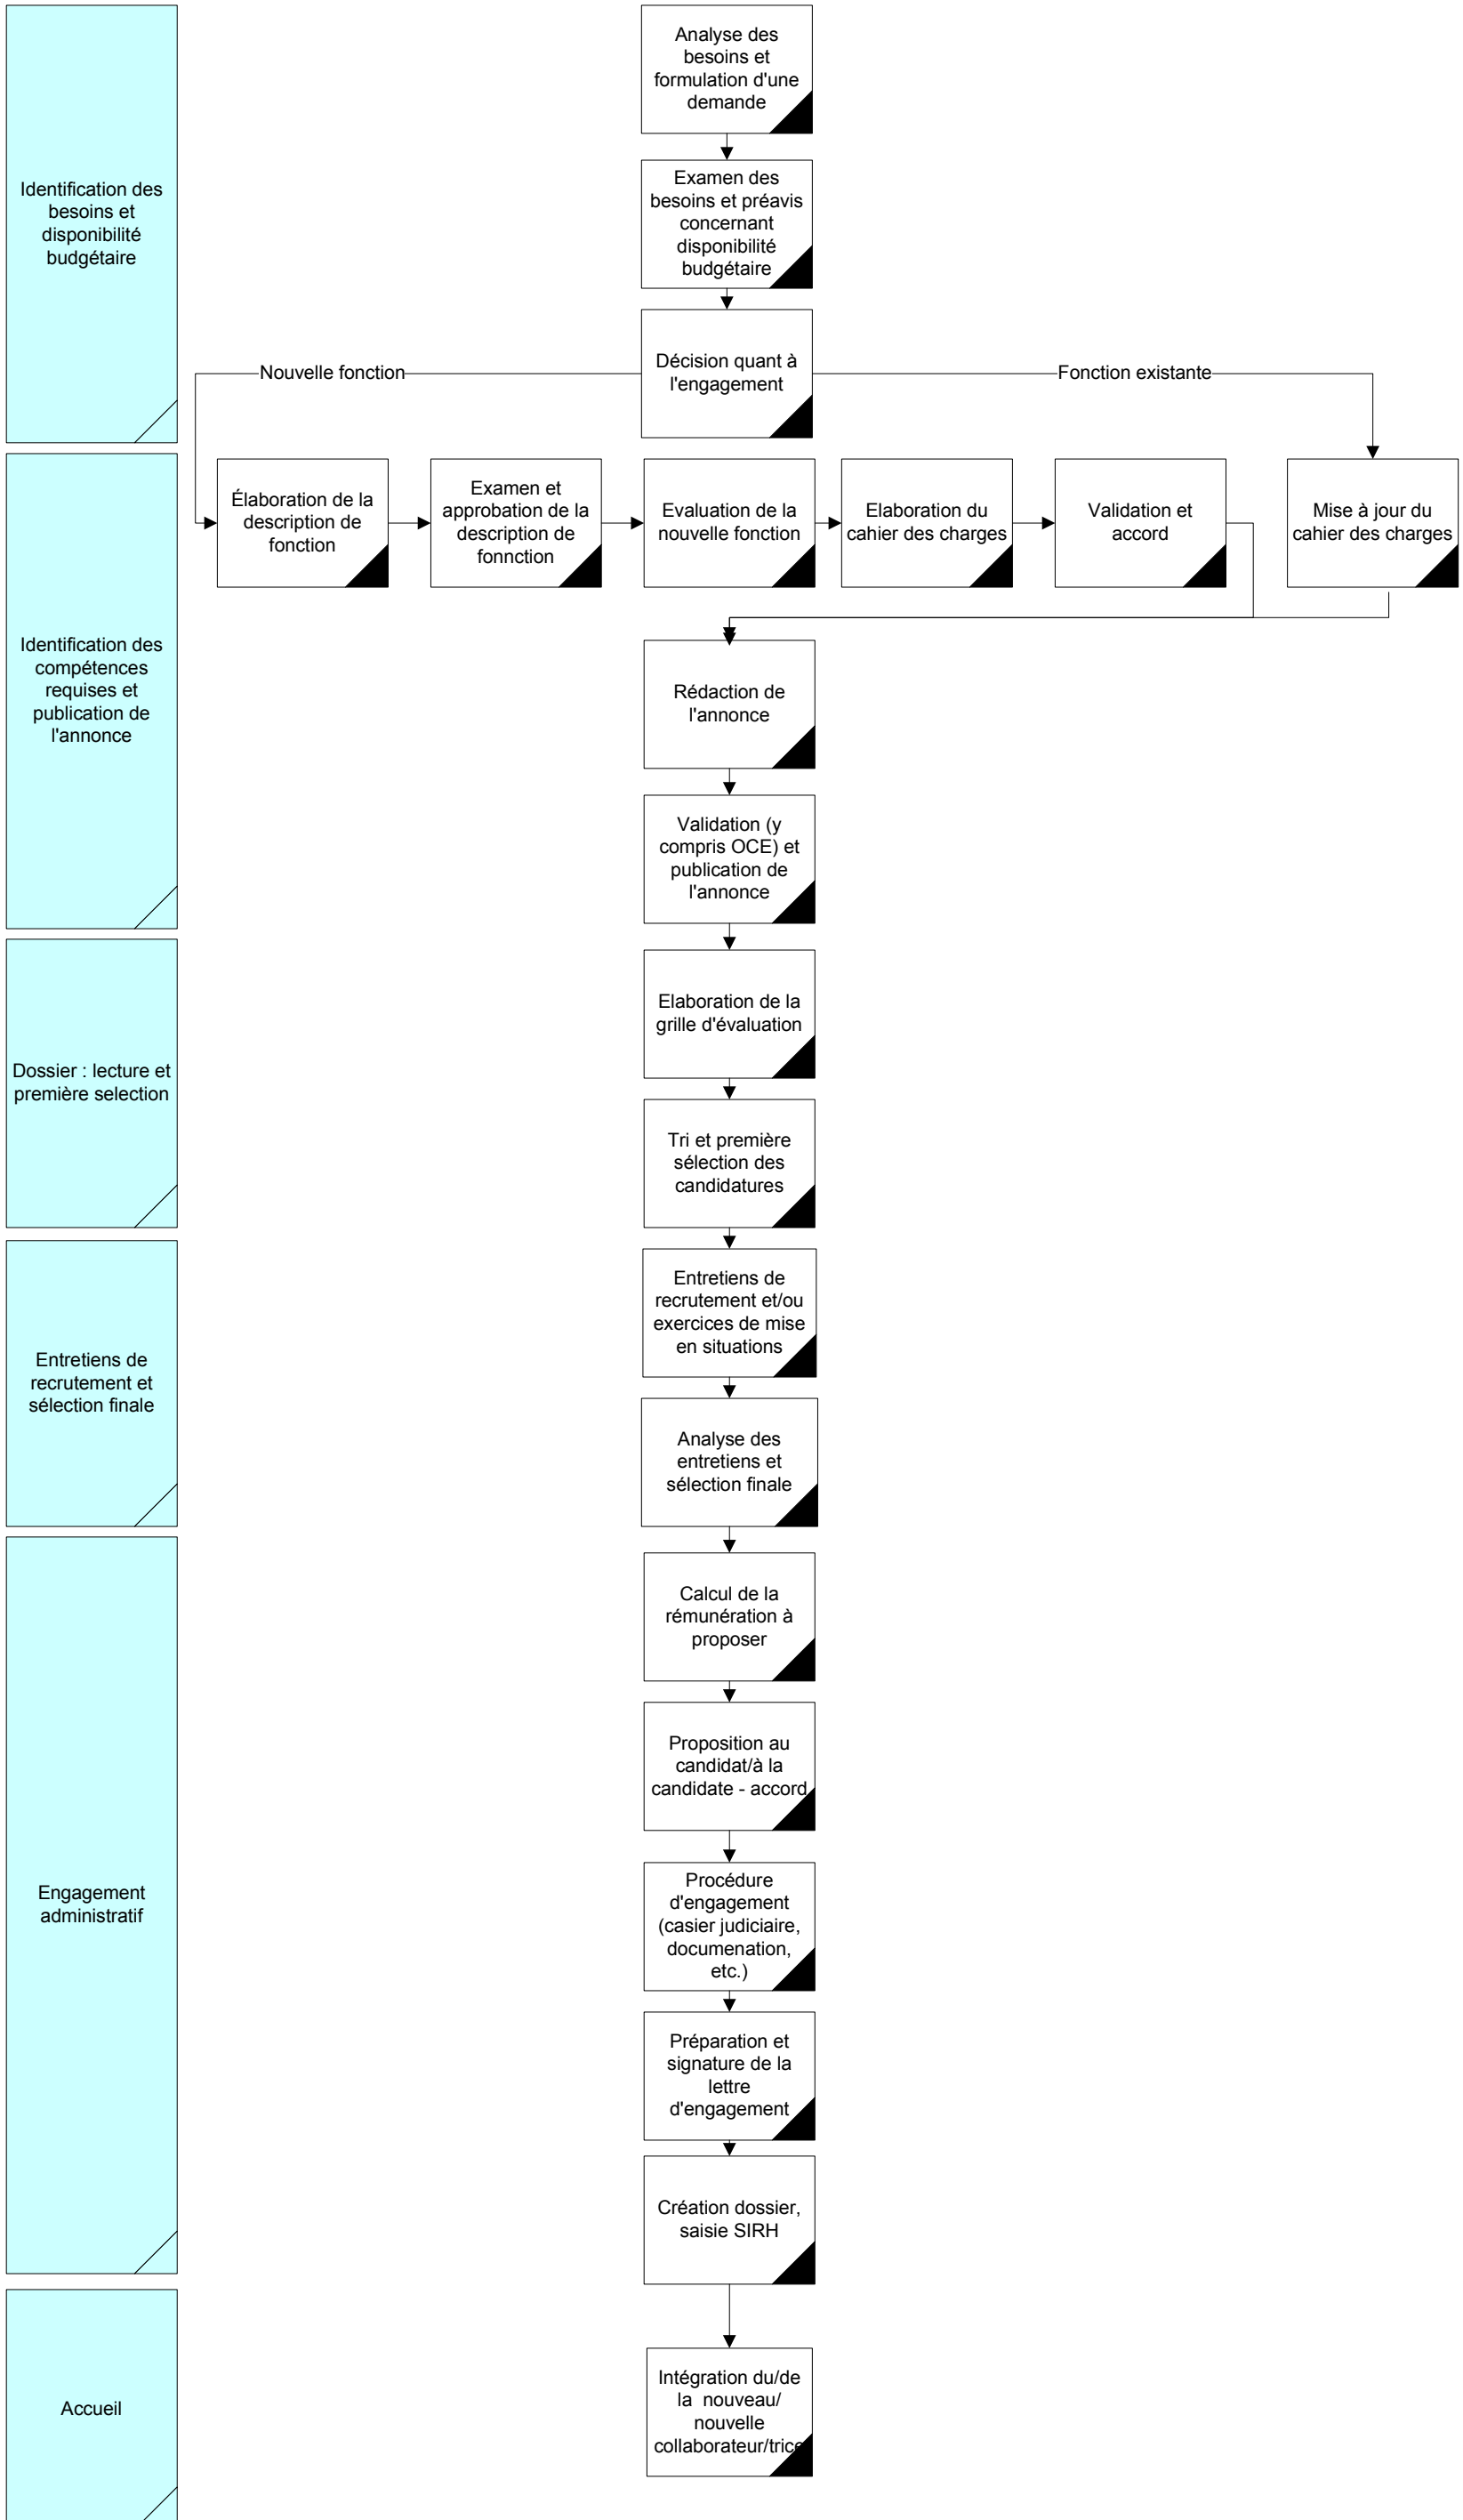 Analyse des
besoins et
formulation d'une
demande
Identification des
besoins et
disponibilité
budgétaire
Examen des
besoins et préavis
concernant
disponibilité
budgétaire
Décision quant à
l'engagement
Nouvelle fonction
Fonction existante
Identification des
compétences
requises et
publication de
l'annonce
Élaboration de la
description de
fonction
Examen et
approbation de la
description de
fonnction
Evaluation de la
nouvelle fonction
Elaboration du
cahier des charges
Validation et
accord
Mise à jour du
cahier des charges
Rédaction de
l'annonce
Validation (y
compris OCE) et
publication de
l'annonce
Dossier : lecture et
première selection
Elaboration de la
grille d'évaluation
Tri et première
sélection des
candidatures
Entretiens de
recrutement et
sélection finale
Entretiens de
recrutement et/ou
exercices de mise
en situations
Analyse des
entretiens et
sélection finale
Engagement
administratif
Calcul de la
rémunération à
proposer
Proposition au
candidat/à la
candidate - accord
Procédure
d'engagement
(casier judiciaire,
documenation,
etc.)
Préparation et
signature de la
lettre
d'engagement
Création dossier,
saisie SIRH
Accueil
Intégration du/de
la nouveau/
nouvelle
collaborateur/trice